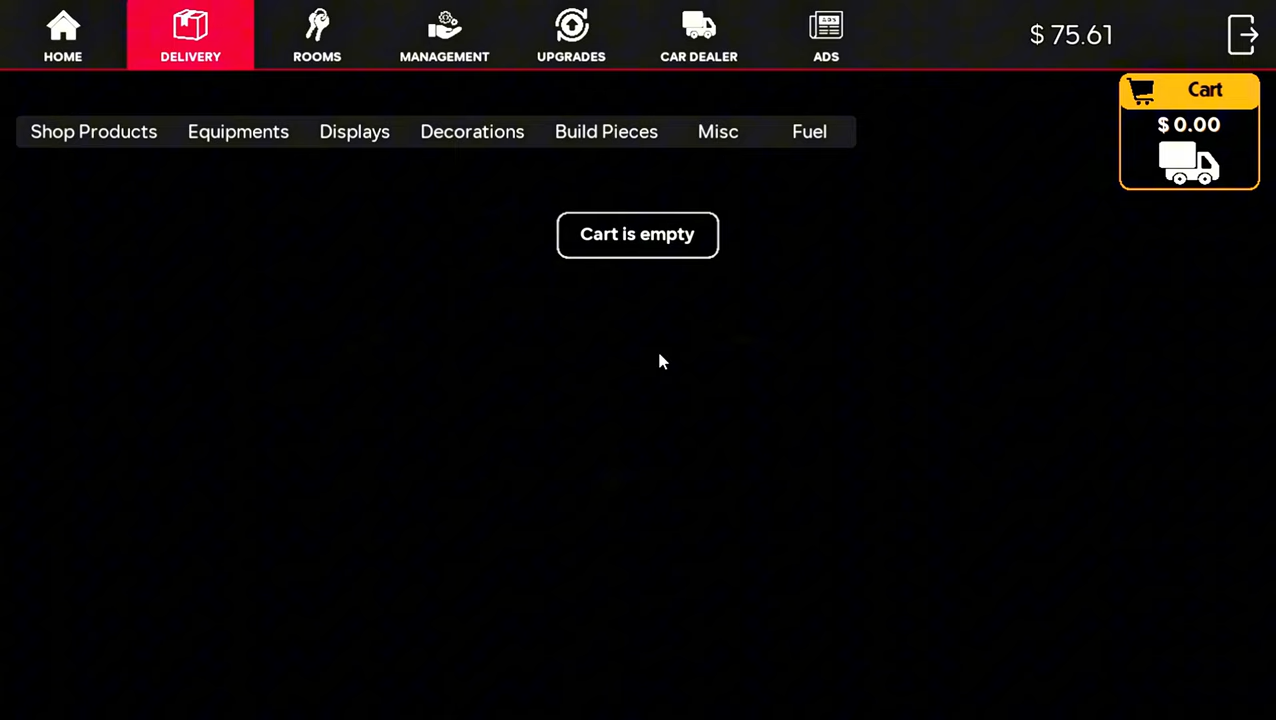 HOME DELIVERY ROOMS MANAGEMENT UPGRADES CAR DEALER ADS $ 75.61
Cart
$ 0.00
Shop Products Equipments Displays Decorations Build Pieces Misc Fuel
Cart is empty